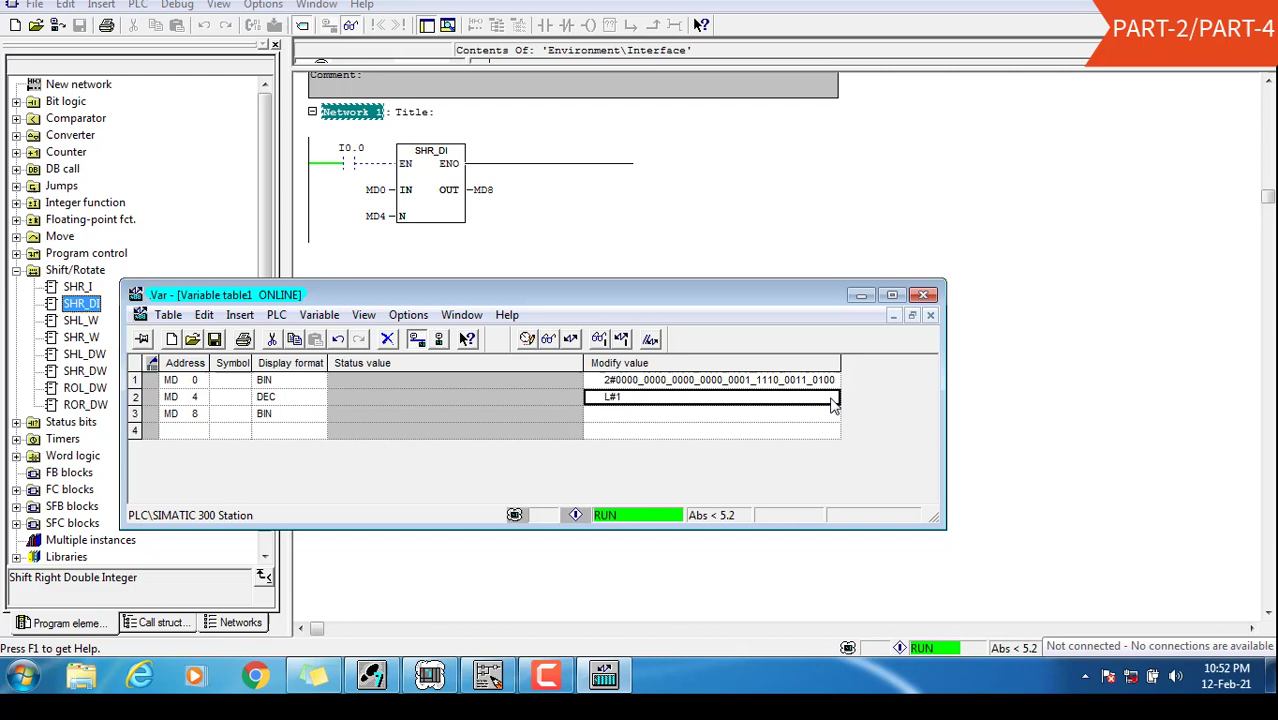 File Edit Insert PLC Debug View Options Window Help
PART-2/PART-4
Contents Of: 'Environment\Interface'
Comment:
New network
Bit logic
Comparator
Converter
Counter
DB call
Jumps
Integer function
Floating-point fct.
Move
Program control
Shift/Rotate
SHR_I
SHR_DI
SHL_W
SHR_W
SHL_DW
SHR_DW
ROL_DW
ROR_DW
Status bits
Timers
Word logic
FB blocks
FC blocks
SFB blocks
SFC blocks
Multiple instances
Libraries
Shift Right Double Integer
Program eleme... Call struct... Networks
Network 1: Title:
I0.0 SHR_DI
EN ENO
MD0 IN OUT MD8
MD4 N
Var - [Variable table1 ONLINE]
Table Edit Insert PLC Variable View Options Window Help
Address Symbol Display format Status value Modify value
1 MD 0 BIN 2#0000_0000_0000_0000_0001_1110_0011_0100
2 MD 4 DEC L#1
3 MD 8 BIN
4
PLC\SIMATIC 300 Station RUN Abs < 5.2
Press F1 to get Help. RUN Abs < 5.2
Not connected - No connections are available
10:52 PM
12-Feb-21